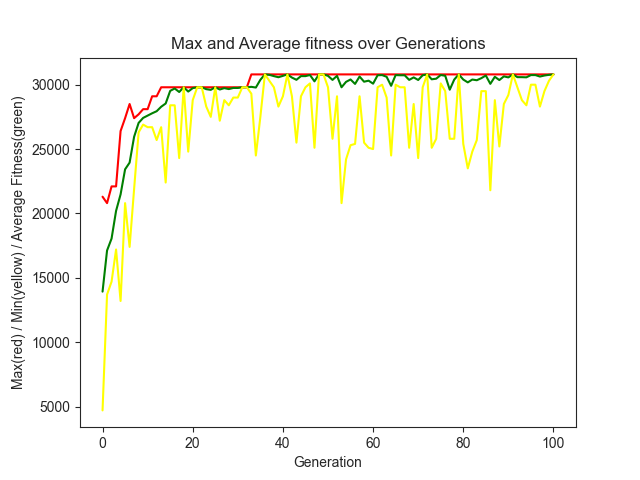 Max and Average fitness over Generations
Max(red) / Min(yellow) / Average Fitness(green)
30000
25000
20000
15000
10000
5000
0 20 40 60 80 100
Generation